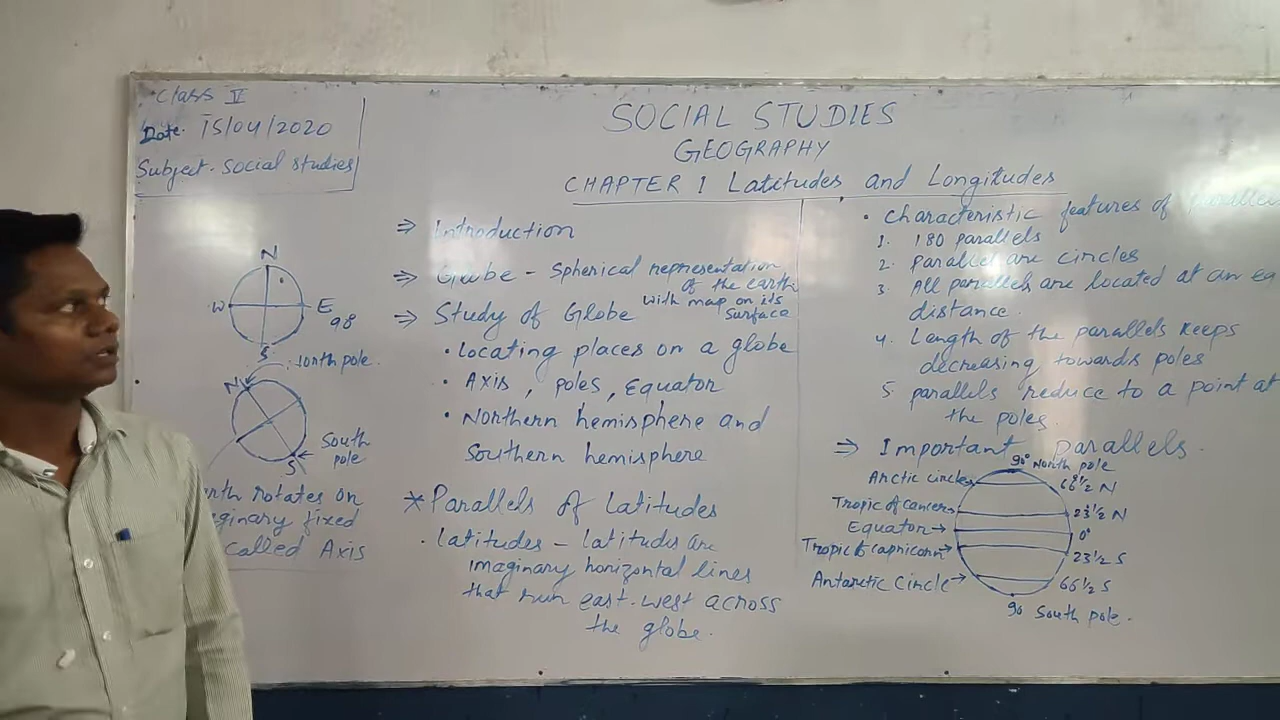 Class V
Date. 15/04/2020
Subject. Social studies
SOCIAL STUDIES
GEOGRAPHY
CHAPTER 1 Latitudes and Longitudes
N
W
E
98
S
North pole.
N
South
pole
S
rth rotates on
ginary fixed
called Axis
⇒ Introduction
⇒ Globe - Spherical representation
of the earth
with map on its
surface
⇒ Study of Globe
• Locating places on a globe
• Axis, poles, Equator
• Northern hemisphere and
Southern hemisphere
* Parallels of Latitudes
• Latitudes - Latitudes are
imaginary horizontal lines
that run east-west across
the globe.
• Characteristic features of parallel
1. 180 parallels
2. parallel are circles
3. All parallels are located at an eq
distance.
4. Length of the parallels keeps
decreasing towards poles
5. parallels reduce to a point at
the poles.
⇒ Important parallels.
90° North pole
Arctic circle
66½ N
Tropic of cancer
23½ N
Equator
0°
Tropic of capricorn
23½ S
Antarctic Circle
66½ S
90 South pole.